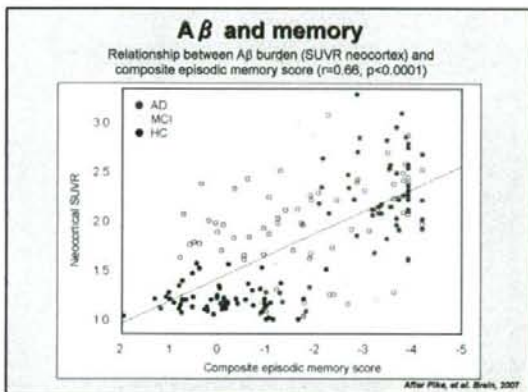 Aβ and memory
Relationship between Aβ burden (SUVR neocortex) and
composite episodic memory score (r=0.66, p<0.0001)
AD
MCI
HC
3.0
2.5
2.0
1.5
1.0
Neocortical SUVR
2 1 0 -1 -2 -3 -4 -5
Composite episodic memory score
After Pike, et al. Brain, 2007